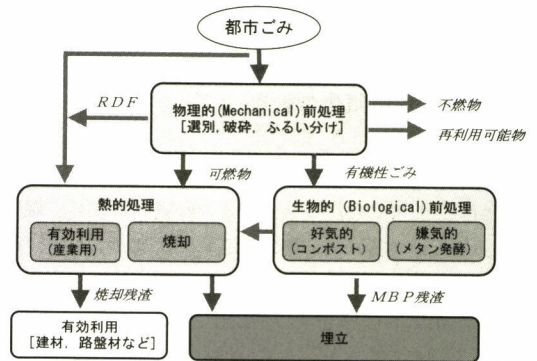 都市ごみ
RDF
物理的(Mechanical)前処理
[選別,破砕, ふるい分け]
不燃物
再利用可能物
可燃物
有機性ごみ
熱的処理
有効利用
(産業用)
焼却
生物的 (Biological)前処理
好気的
(コンポスト)
嫌気的
(メタン発酵)
焼却残渣
MBP残渣
有効利用
[建材, 路盤材など]
埋立